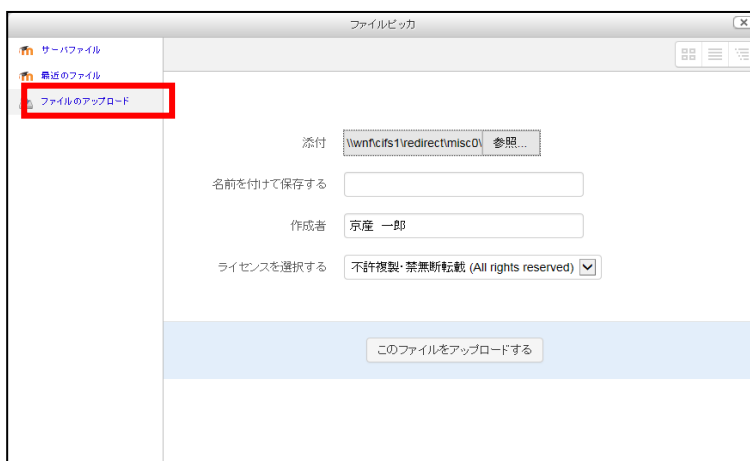 ファイルピッカ
サーバファイル
最近のファイル
ファイルのアップロード
添付 \\wnf\cifs1\redirect\misc0\ 参照...
名前を付けて保存する
作成者 京産 一郎
ライセンスを選択する 不許複製・禁無断転載 (All rights reserved)
このファイルをアップロードする